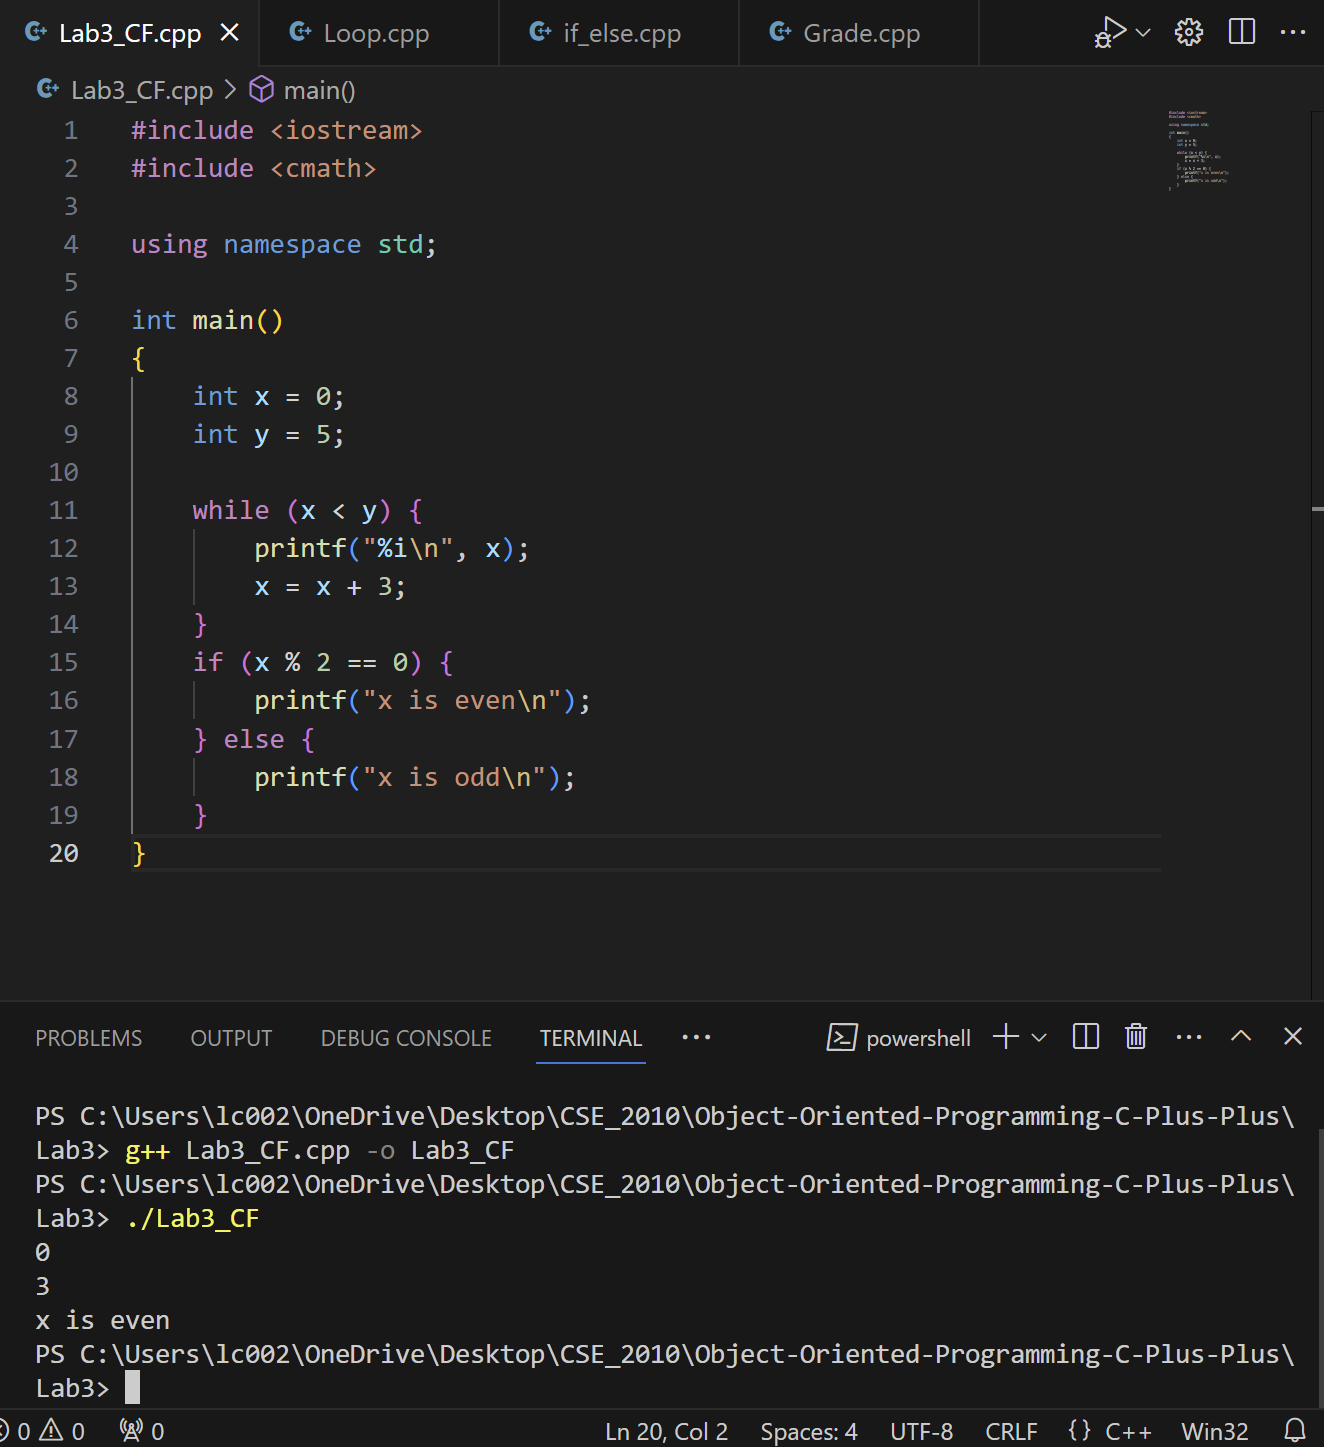 Lab3_CF.cpp Loop.cpp if_else.cpp Grade.cpp
Lab3_CF.cpp > main()
1 #include <iostream>
2 #include <cmath>
3
4 using namespace std;
5
6 int main()
7 {
8     int x = 0;
9     int y = 5;
10
11     while (x < y) {
12         printf("%i\n", x);
13         x = x + 3;
14     }
15     if (x % 2 == 0) {
16         printf("x is even\n");
17     } else {
18         printf("x is odd\n");
19     }
20 }
PROBLEMS OUTPUT DEBUG CONSOLE TERMINAL ... powershell
PS C:\Users\lc002\OneDrive\Desktop\CSE_2010\Object-Oriented-Programming-C-Plus-Plus\
Lab3> g++ Lab3_CF.cpp -o Lab3_CF
PS C:\Users\lc002\OneDrive\Desktop\CSE_2010\Object-Oriented-Programming-C-Plus-Plus\
Lab3> ./Lab3_CF
0
3
x is even
PS C:\Users\lc002\OneDrive\Desktop\CSE_2010\Object-Oriented-Programming-C-Plus-Plus\
Lab3>
0 0 0 Ln 20, Col 2 Spaces: 4 UTF-8 CRLF {} C++ Win32